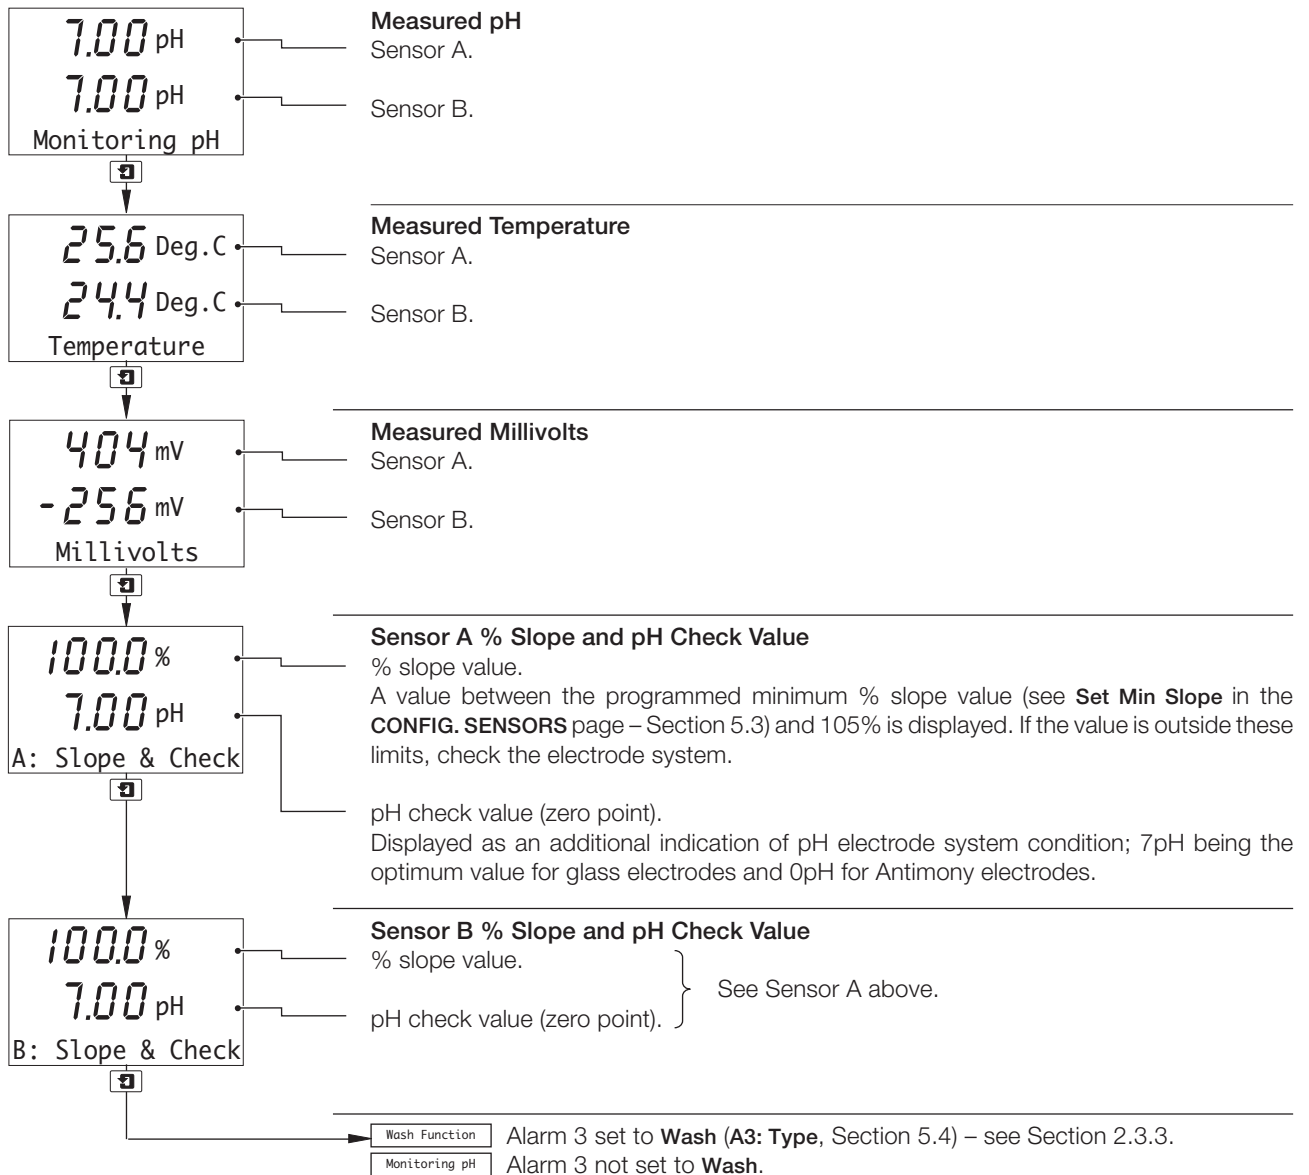 7.00 pH
7.00 pH
Monitoring pH
Measured pH
Sensor A.
Sensor B.
25.6 Deg.C
24.4 Deg.C
Temperature
Measured Temperature
Sensor A.
Sensor B.
404 mV
-256 mV
Millivolts
Measured Millivolts
Sensor A.
Sensor B.
100.0 %
7.00 pH
A: Slope & Check
Sensor A % Slope and pH Check Value
% slope value.
A value between the programmed minimum % slope value (see Set Min Slope in the
CONFIG. SENSORS page – Section 5.3) and 105% is displayed. If the value is outside these
limits, check the electrode system.
pH check value (zero point).
Displayed as an additional indication of pH electrode system condition; 7pH being the
optimum value for glass electrodes and 0pH for Antimony electrodes.
100.0 %
7.00 pH
B: Slope & Check
Sensor B % Slope and pH Check Value
% slope value.
pH check value (zero point).
See Sensor A above.
Wash Function Alarm 3 set to Wash (A3: Type, Section 5.4) – see Section 2.3.3.
Monitoring pH Alarm 3 not set to Wash.